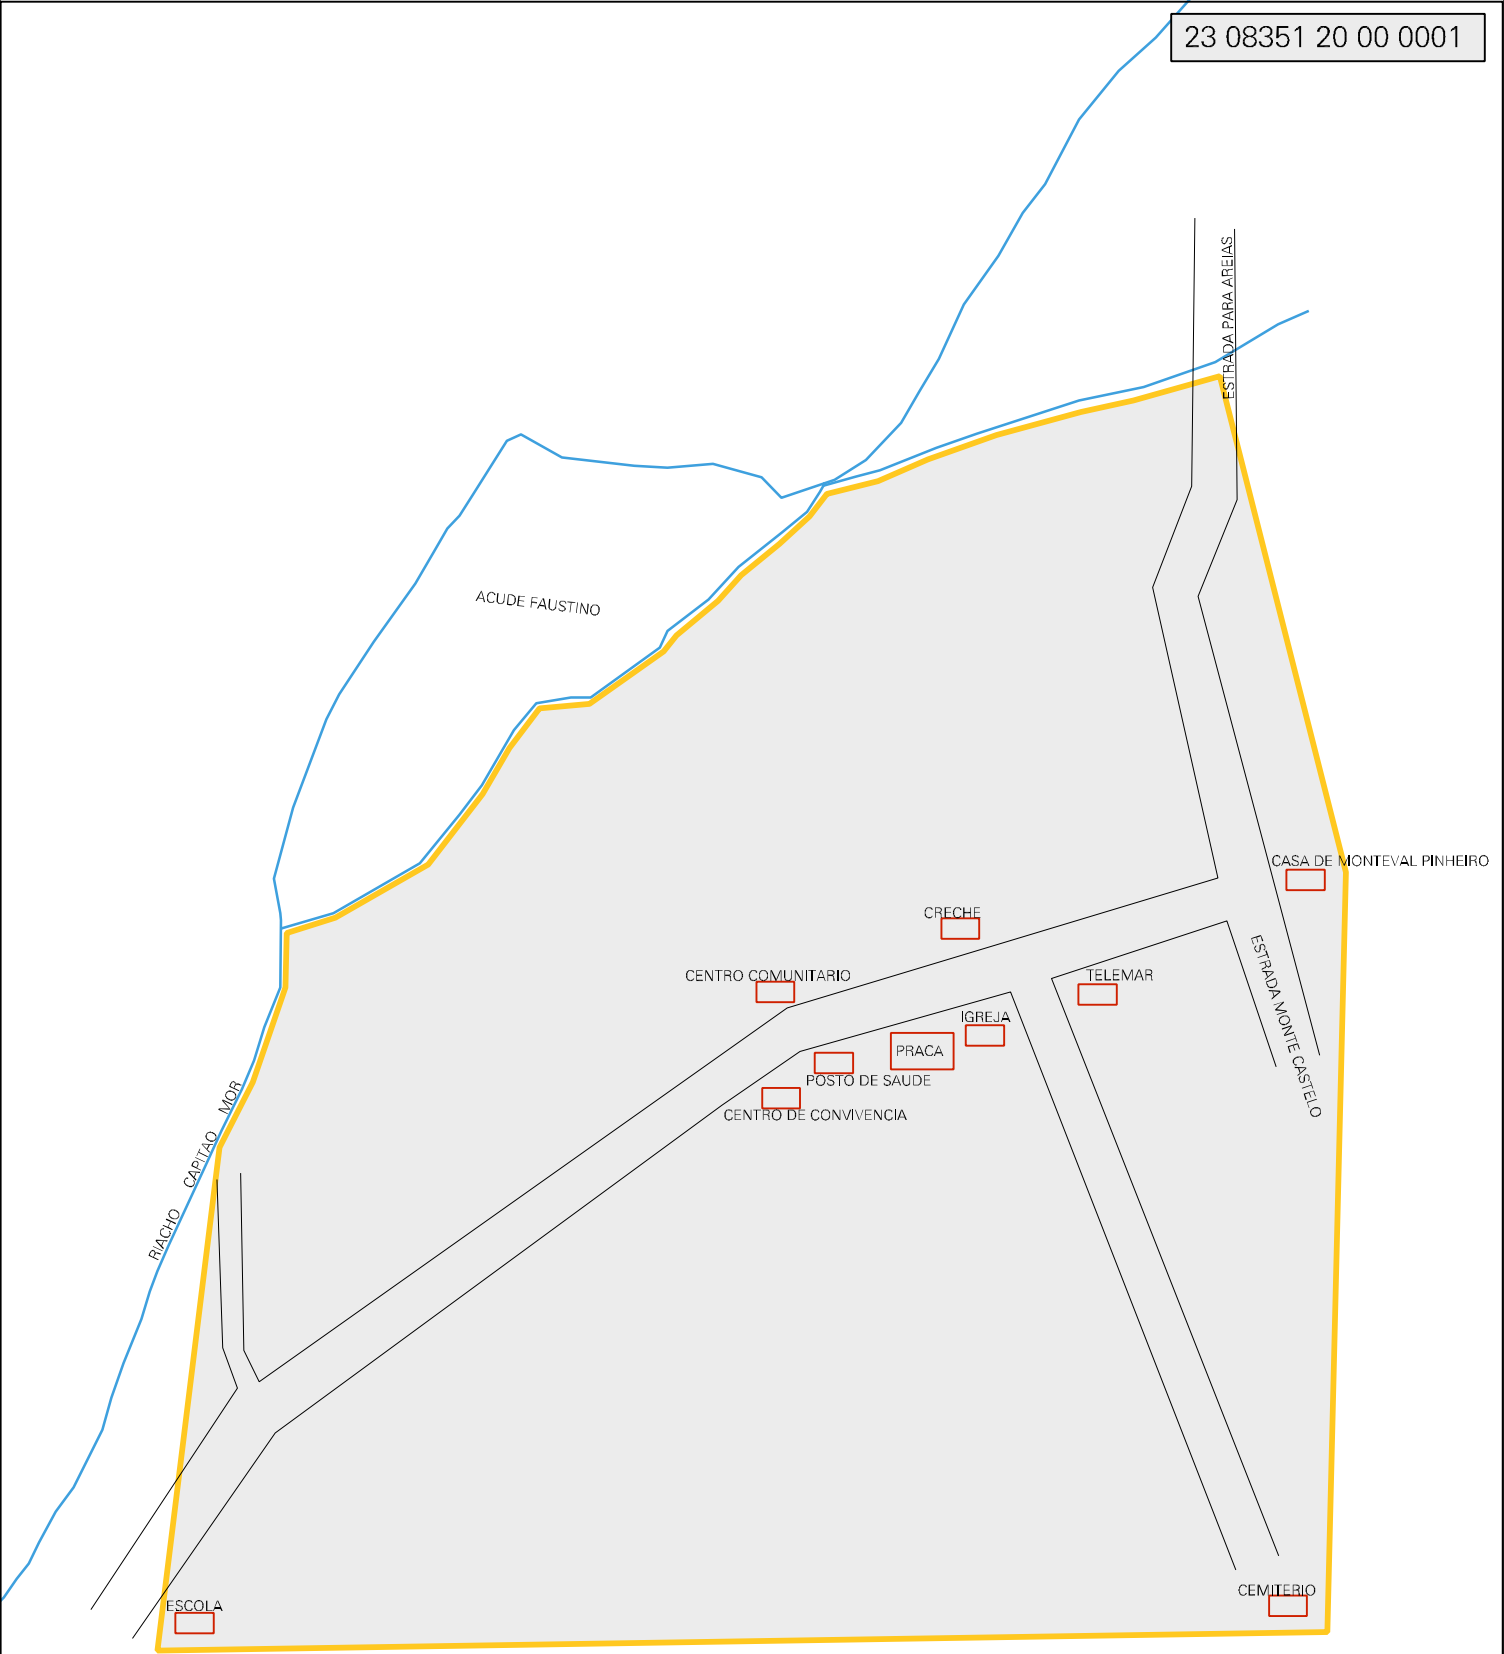 23 08351 20 00 0001
ESTRADA PARA AREIAS
ACUDE FAUSTINO
CASA DE MONTEVAL PINHEIRO
CRECHE
CENTRO COMUNITARIO
TELEMAR
ESTRADA MONTE CASTELO
IGREJA
PRACA
POSTO DE SAUDE
CENTRO DE CONVIVENCIA
RIACHO CAPITAO MOR
CEMITERIO
ESCOLA